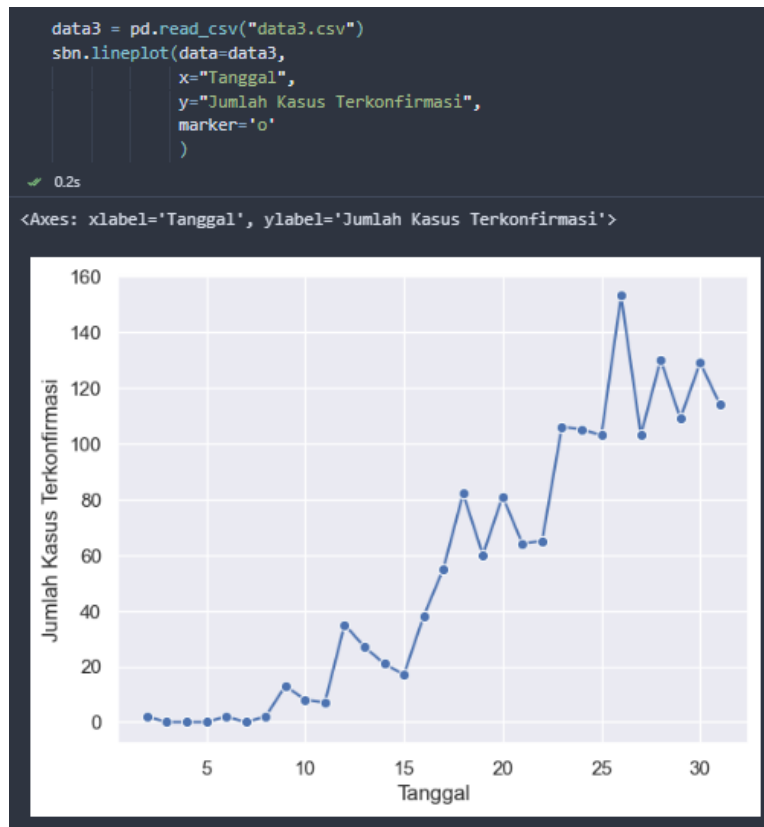 data3 = pd.read_csv("data3.csv")
sbn.lineplot(data=data3,
x="Tanggal",
y="Jumlah Kasus Terkonfirmasi",
marker='o'
)
0.2s
<Axes: xlabel='Tanggal', ylabel='Jumlah Kasus Terkonfirmasi'>
160
140
120
100
80
60
40
20
0
Jumlah Kasus Terkonfirmasi
5 10 15 20 25 30
Tanggal